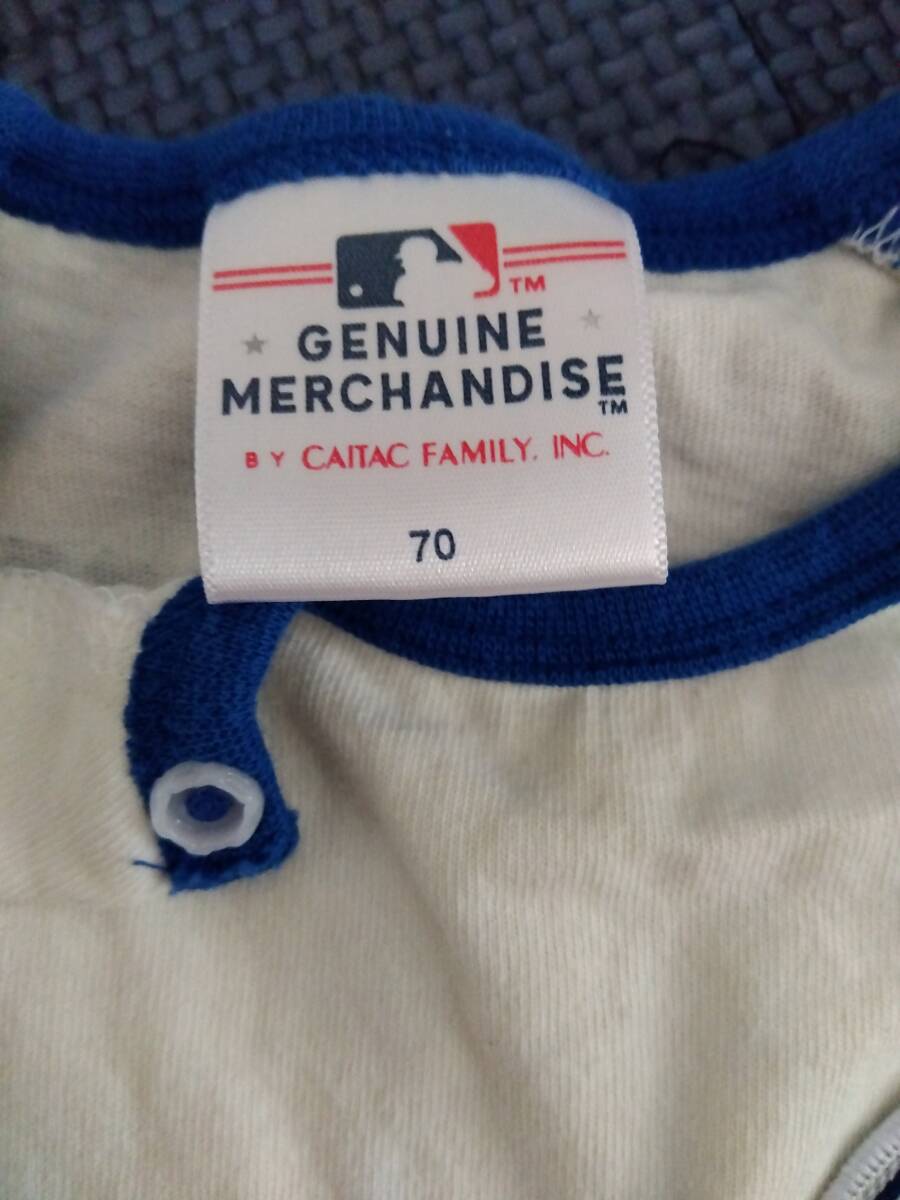 TM
GENUINE
MERCHANDISE
TM
BY CAITAC FAMILY. INC.
70